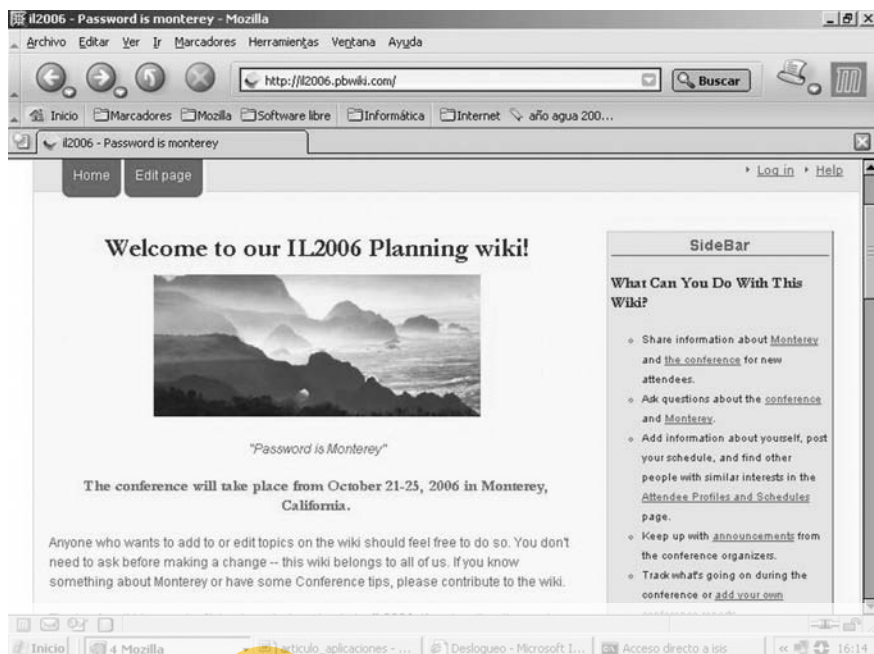 il2006 - Password is monterey - Mozilla
Archivo Editar Ver Ir Marcadores Herramientas Ventana Ayuda
http://il2006.pbwiki.com/
Buscar
Inicio Marcadores Mozilla Software libre Informática Internet año agua 200...
il2006 - Password is monterey
Home Edit page Log in Help
Welcome to our IL2006 Planning wiki!
"Password is Monterey"
The conference will take place from October 21-25, 2006 in Monterey,
California.
Anyone who wants to add to or edit topics on the wiki should feel free to do so. You don't
need to ask before making a change -- this wiki belongs to all of us. If you know
something about Monterey or have some Conference tips, please contribute to the wiki.
SideBar
What Can You Do With This
Wiki?
Share information about Monterey
and the conference for new
attendees.
Ask questions about the conference
and Monterey.
Add information about yourself, post
your schedule, and find other
people with similar interests in the
Attendee Profiles and Schedules
page.
Keep up with announcements from
the conference organizers.
Track what's going on during the
conference or add your own
conference reports
Inicio 4 Mozilla articulo_aplicaciones - ... Deslogueo - Microsoft I... Acceso directo a isis 16:14